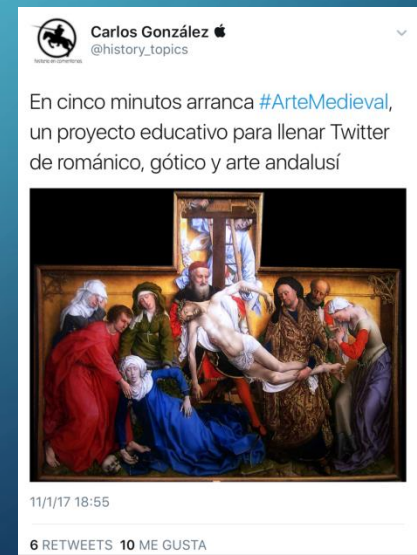 Carlos González
@history_topics
En cinco minutos arranca #ArteMedieval,
un proyecto educativo para llenar Twitter
de románico, gótico y arte andalusí
11/1/17 18:55
6 RETWEETS 10 ME GUSTA